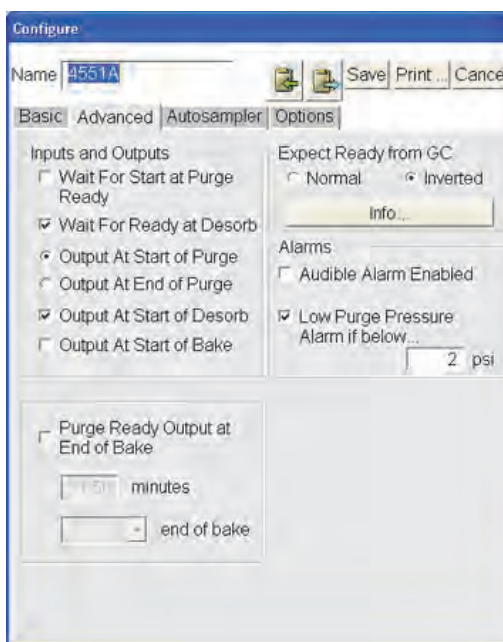 Configure
Name 4551A Save Print ... Cance
Basic Advanced Autosampler Options
Inputs and Outputs
Wait For Start at Purge
Ready
Wait For Ready at Desorb
Output At Start of Purge
Output At End of Purge
Output At Start of Desorb
Output At Start of Bake
Expect Ready from GC
Normal Inverted
Info...
Alarms
Audible Alarm Enabled
Low Purge Pressure
Alarm if below...
2 psi
Purge Ready Output at
End of Bake
minutes
end of bake